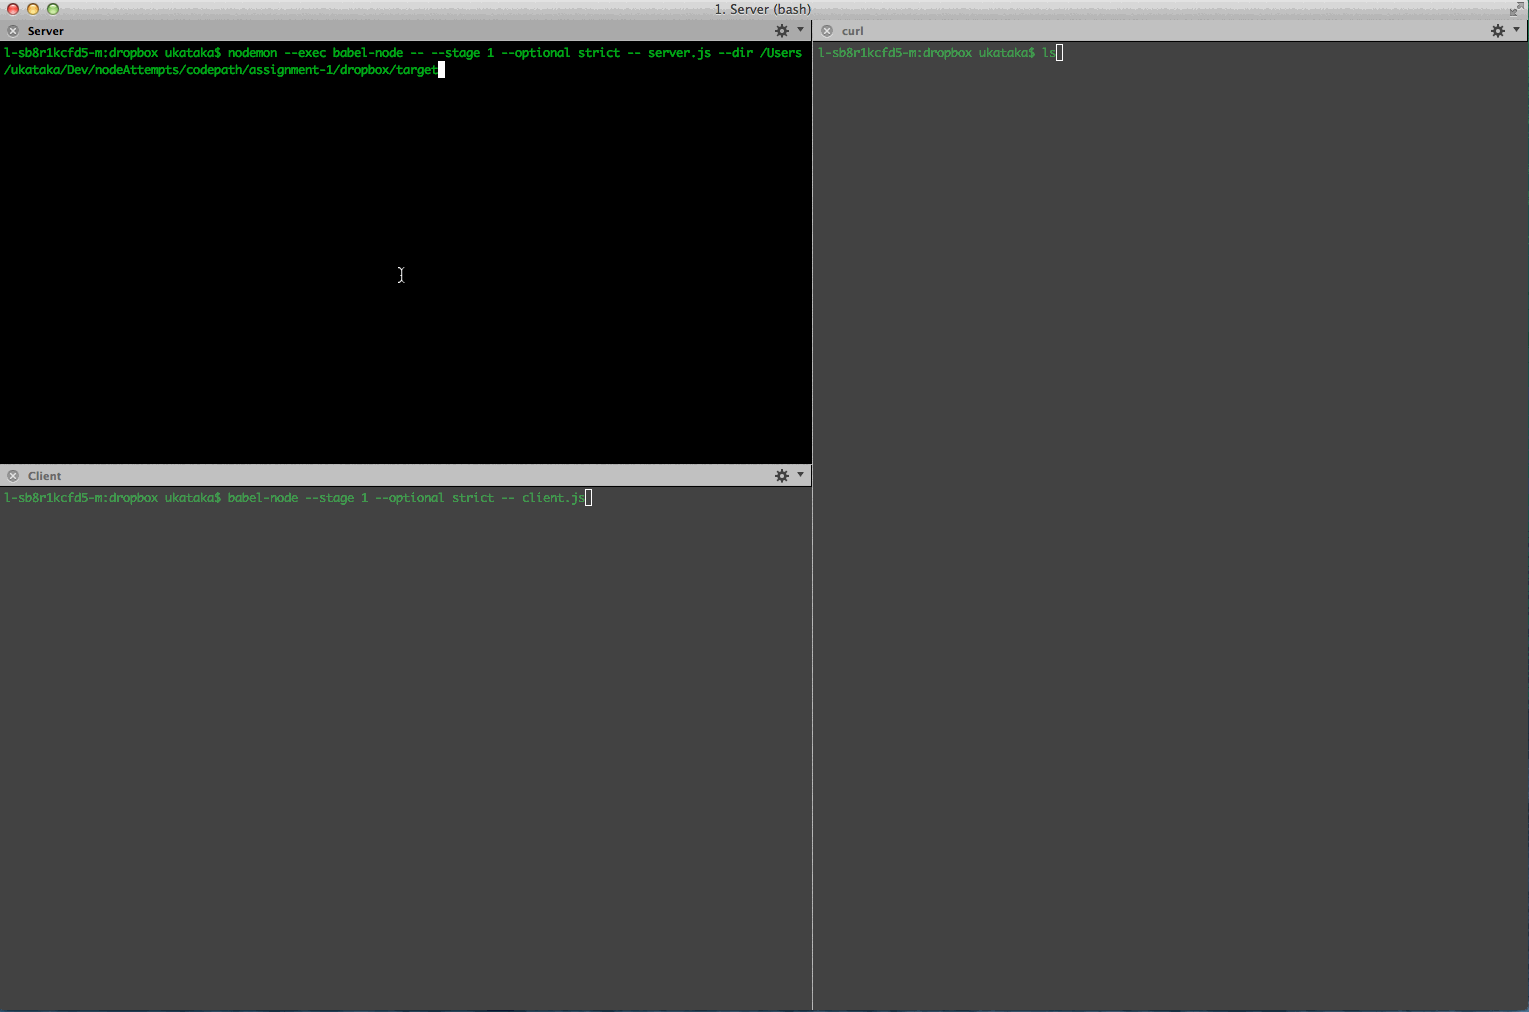 1. Server (bash)
Server
l-sb8r1kcfd5-m:dropbox ukataka$ nodemon --exec babel-node -- --stage 1 --optional strict -- server.js --dir /Users
/ukataka/Dev/nodeAttempts/codepath/assignment-1/dropbox/target
Client
l-sb8r1kcfd5-m:dropbox ukataka$ babel-node --stage 1 --optional strict -- client.js
curl
l-sb8r1kcfd5-m:dropbox ukataka$ ls